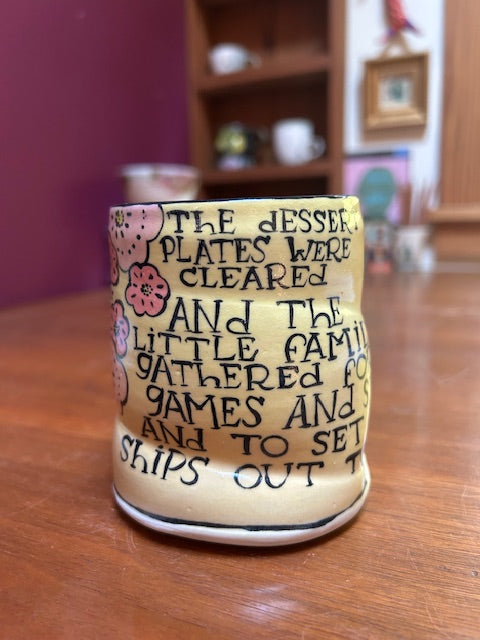 THE dESSERT
PLATES WERE
CLEAREd
ANd THE
LITTLE FAMIL
GATHEREd FO
GAMES ANd S
ANd TO SET
SHIPS OUT T